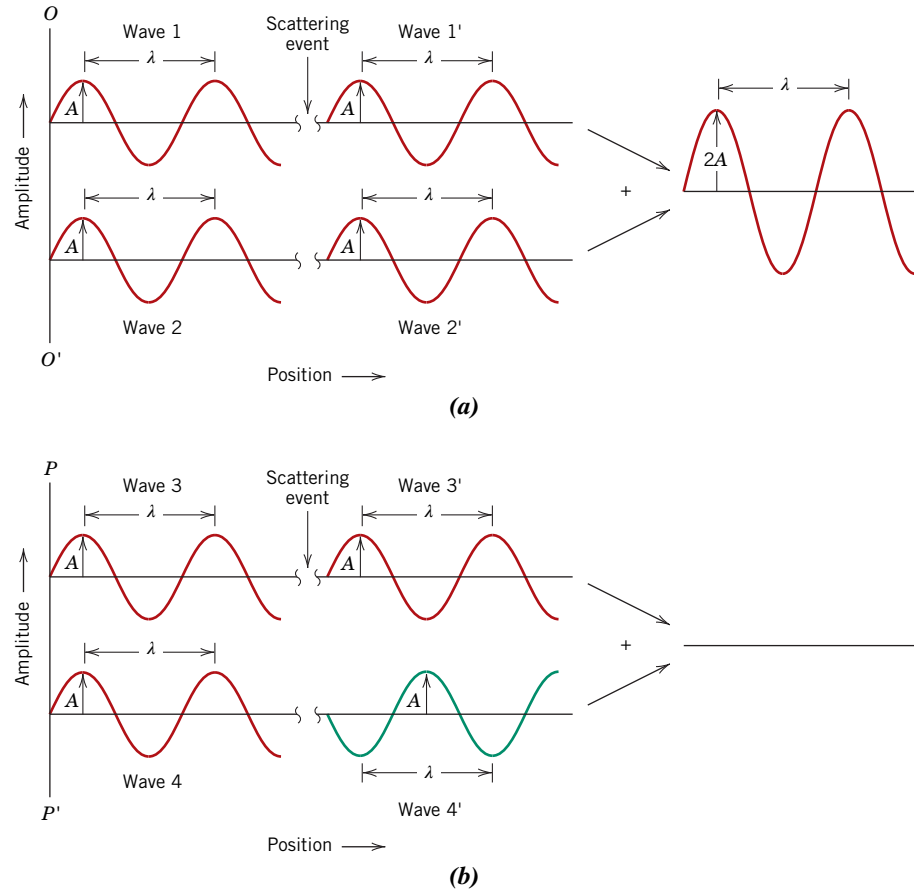 O
Wave 1
Scattering
event
Wave 1'
λ
λ
λ
A
A
2A
Amplitude
+
λ
λ
A
A
Wave 2
Wave 2'
O'
Position
(a)
P
Wave 3
Scattering
event
Wave 3'
λ
λ
A
A
Amplitude
+
λ
A
A
λ
Wave 4
Wave 4'
P'
Position
(b)